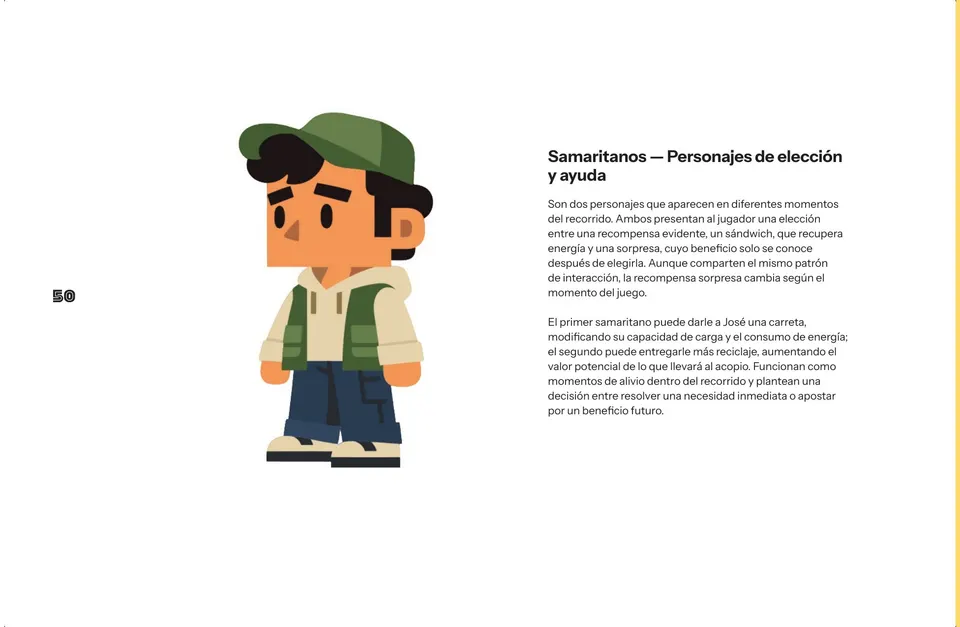 Samaritanos — Personajes de elección
y ayuda
Son dos personajes que aparecen en diferentes momentos
del recorrido. Ambos presentan al jugador una elección
entre una recompensa evidente, un sándwich, que recupera
energía y una sorpresa, cuyo beneficio solo se conoce
después de elegirla. Aunque comparten el mismo patrón
de interacción, la recompensa sorpresa cambia según el
momento del juego.
El primer samaritano puede darle a José una carreta,
modificando su capacidad de carga y el consumo de energía;
el segundo puede entregarle más reciclaje, aumentando el
valor potencial de lo que llevará al acopio. Funcionan como
momentos de alivio dentro del recorrido y plantean una
decisión entre resolver una necesidad inmediata o apostar
por un beneficio futuro.
50